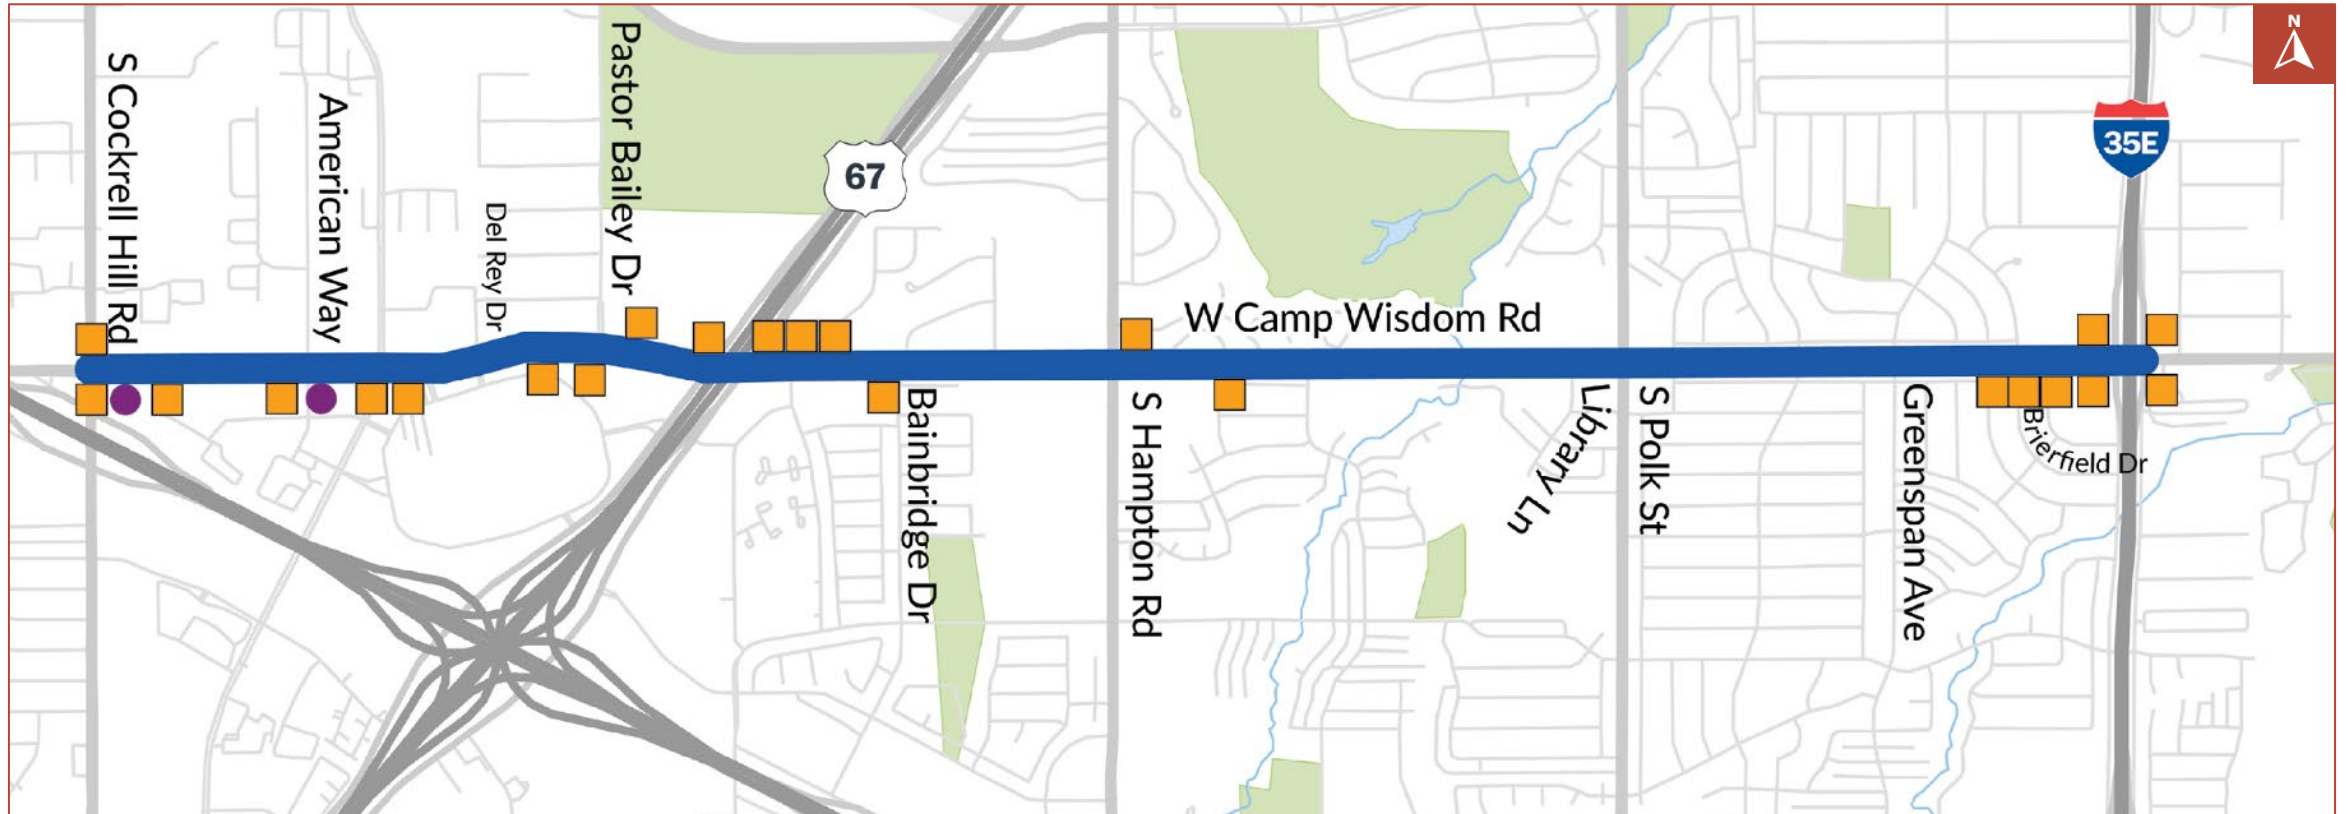 N
S Cockrell Hill Rd
American Way
Del Rey Dr
Pastor Bailey Dr
67
35E
W Camp Wisdom Rd
Bainbridge Dr
S Hampton Rd
Library Ln
S Polk St
Greenspan Ave
Brierfield Dr